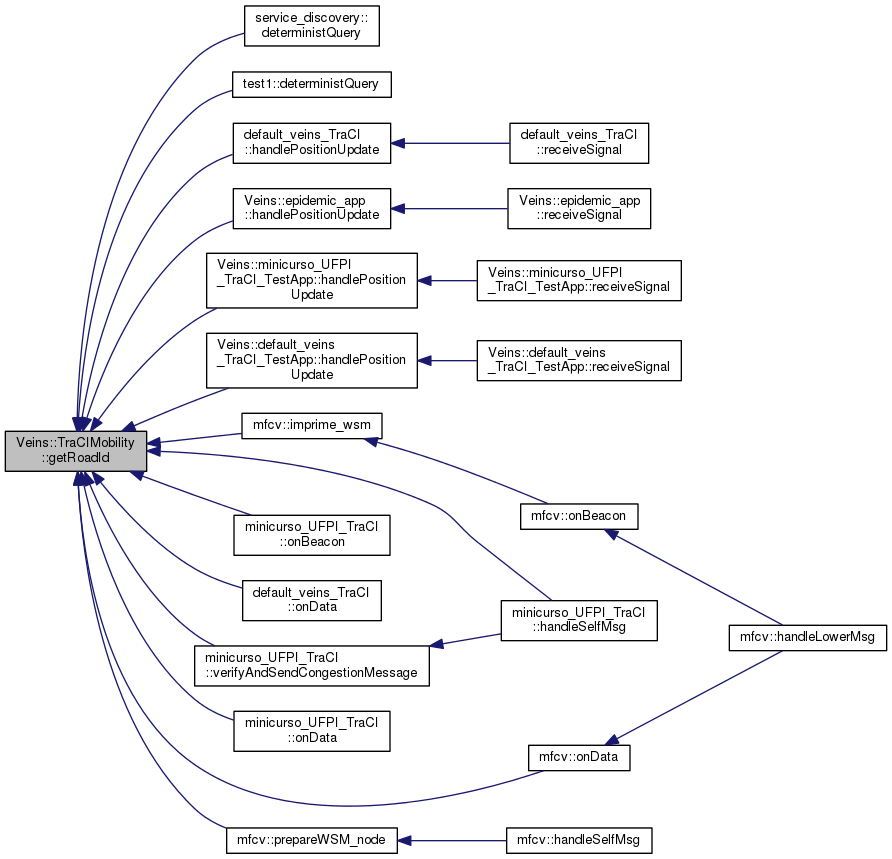 service_discovery::
deterministQuery
test1::deterministQuery
default_veins_TraCI
::handlePositionUpdate
default_veins_TraCI
::receiveSignal
Veins::epidemic_app
::handlePositionUpdate
Veins::epidemic_app
::receiveSignal
Veins::minicurso_UFPI
_TraCI_TestApp::handlePosition
Update
Veins::minicurso_UFPI
_TraCI_TestApp::receiveSignal
Veins::default_veins
_TraCI_TestApp::handlePosition
Update
Veins::default_veins
_TraCI_TestApp::receiveSignal
Veins::TraCIMobility
::getRoadId
mfcv::imprime_wsm
mfcv::onBeacon
minicurso_UFPI_TraCI
::onBeacon
default_veins_TraCI
::onData
minicurso_UFPI_TraCI
::handleSelfMsg
mfcv::handleLowerMsg
minicurso_UFPI_TraCI
::verifyAndSendCongestionMessage
minicurso_UFPI_TraCI
::onData
mfcv::onData
mfcv::prepareWSM_node
mfcv::handleSelfMsg